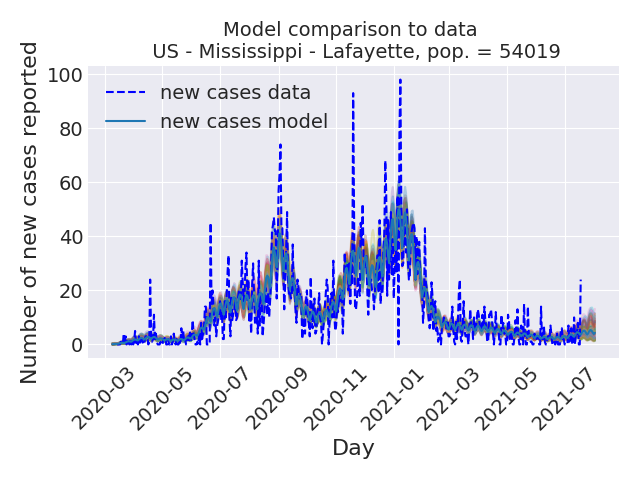 Model comparison to data
US - Mississippi - Lafayette, pop. = 54019
Number of new cases reported
100
80
60
40
20
0
new cases data
new cases model
2020-03
2020-05
2020-07
2020-09
2020-11
2021-01
2021-03
2021-05
2021-07
Day